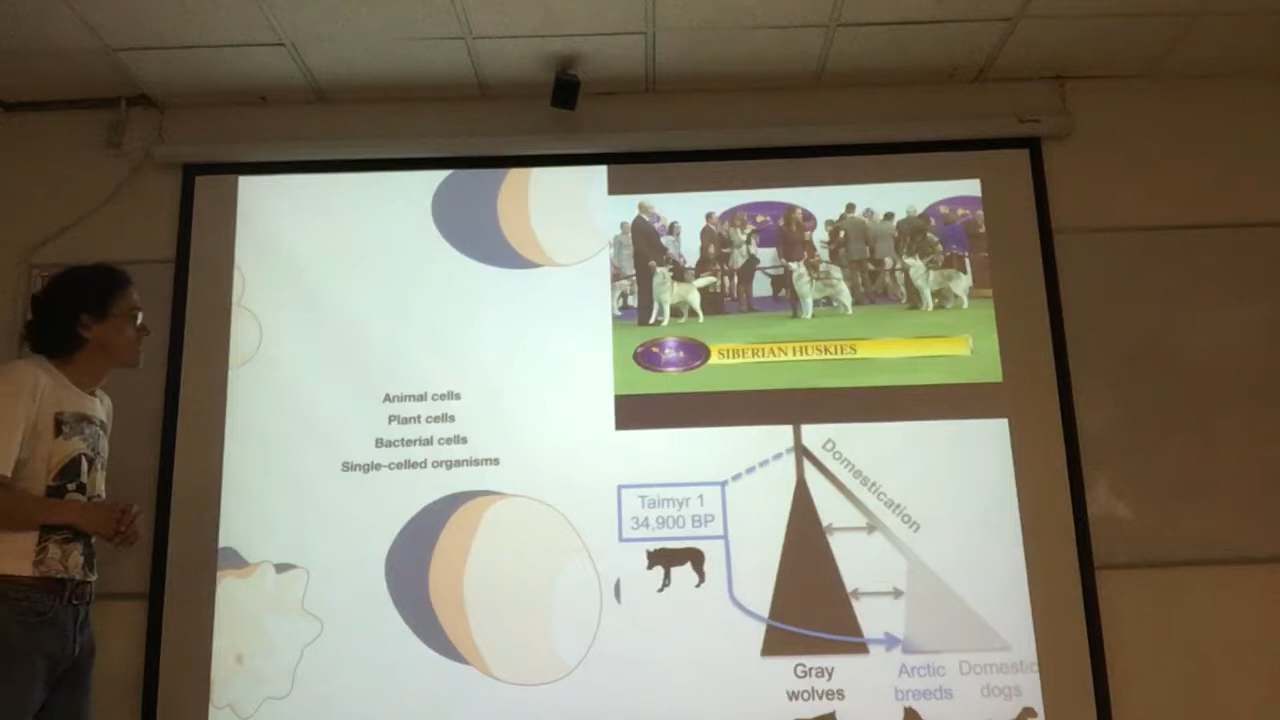 Animal cells
Plant cells
Bacterial cells
Single-celled organisms
SIBERIAN HUSKIES
Domestication
Taimyr 1
34,900 BP
Gray
wolves
Arctic
breeds
Domestic
dogs